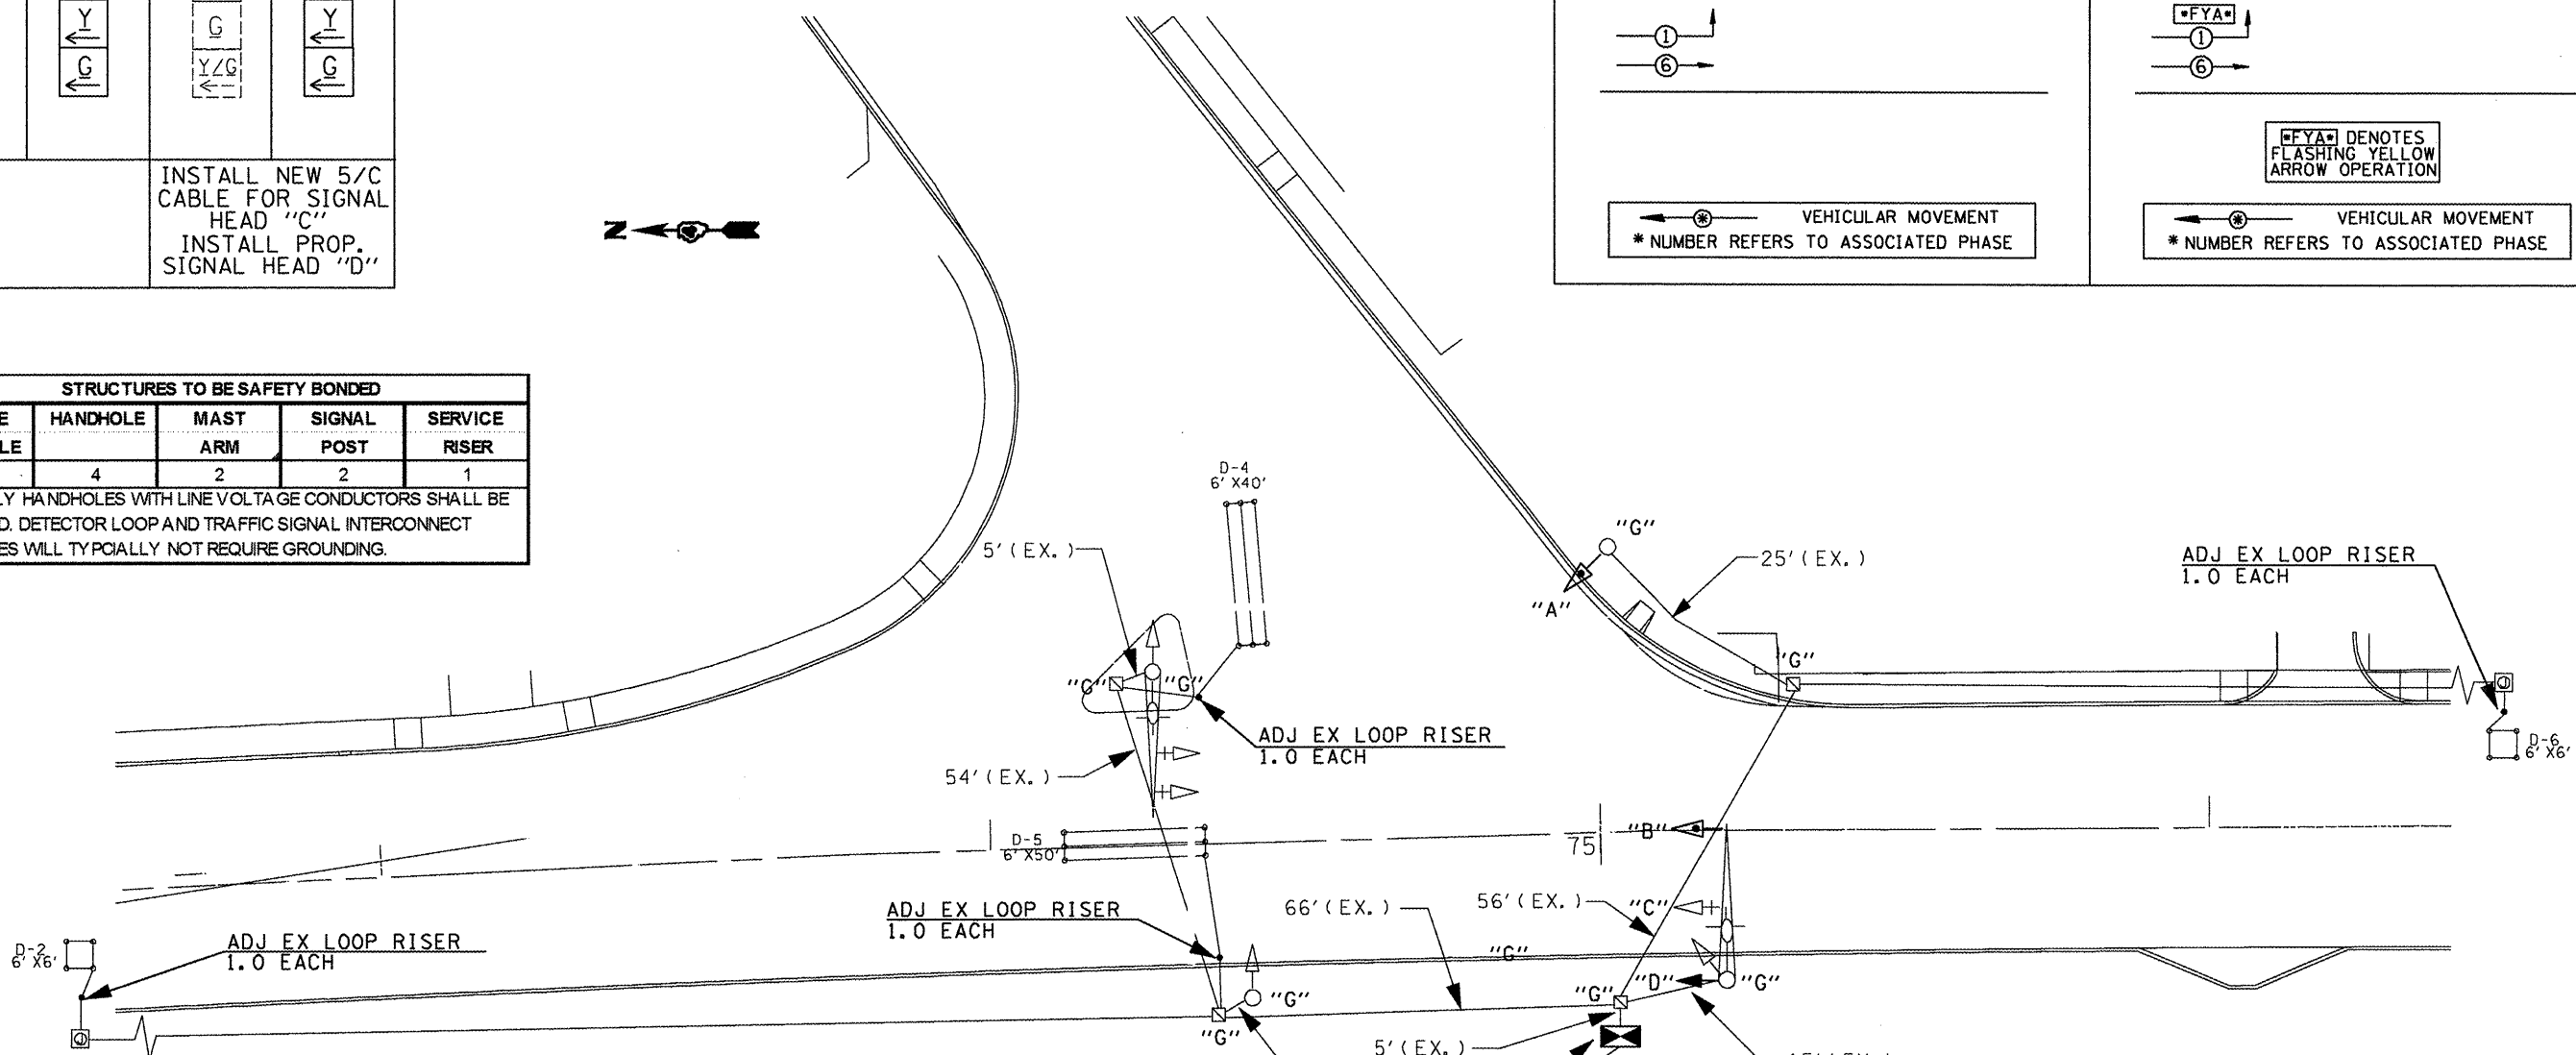 Y
G
G
Y/G
Y
G
INSTALL NEW 5/C
CABLE FOR SIGNAL
HEAD "C"
INSTALL PROP.
SIGNAL HEAD "D"
N
1
6
*FYA*
1
6
*FYA* DENOTES
FLASHING YELLOW
ARROW OPERATION
* VEHICULAR MOVEMENT
* NUMBER REFERS TO ASSOCIATED PHASE
* VEHICULAR MOVEMENT
* NUMBER REFERS TO ASSOCIATED PHASE
STRUCTURES TO BE SAFETY BONDED
E HANDHOLE MAST SIGNAL SERVICE
LE ARM POST RISER
4 2 2 1
LY HANDHOLES WITH LINE VOLTAGE CONDUCTORS SHALL BE
D. DETECTOR LOOP AND TRAFFIC SIGNAL INTERCONNECT
ES WILL TYPCIALLY NOT REQUIRE GROUNDING.
D-4
6' X40'
5' (EX.)
"G"
25' (EX.)
"A"
ADJ EX LOOP RISER
1.0 EACH
"G"
"G"
"G"
ADJ EX LOOP RISER
1.0 EACH
54' (EX.)
D-6
6' X6'
D-5
6' X50'
75
"B"
ADJ EX LOOP RISER
1.0 EACH
66' (EX.)
56' (EX.)
"C"
D-2
6' X6'
ADJ EX LOOP RISER
1.0 EACH
"G"
"G"
"G"
"D"
"G"
"G"
5' (EX.)